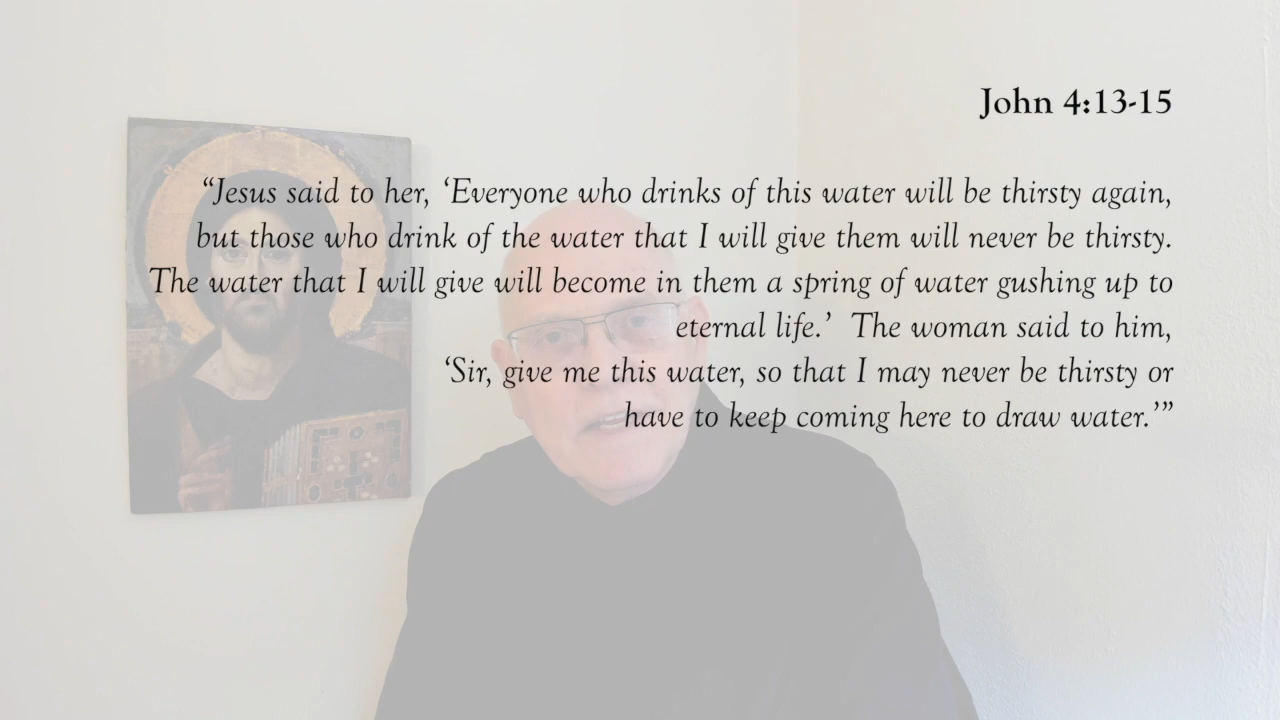 John 4:13-15
“Jesus said to her, ‘Everyone who drinks of this water will be thirsty again,
but those who drink of the water that I will give them will never be thirsty.
The water that I will give will become in them a spring of water gushing up to
eternal life.’ The woman said to him,
‘Sir, give me this water, so that I may never be thirsty or
have to keep coming here to draw water.’”